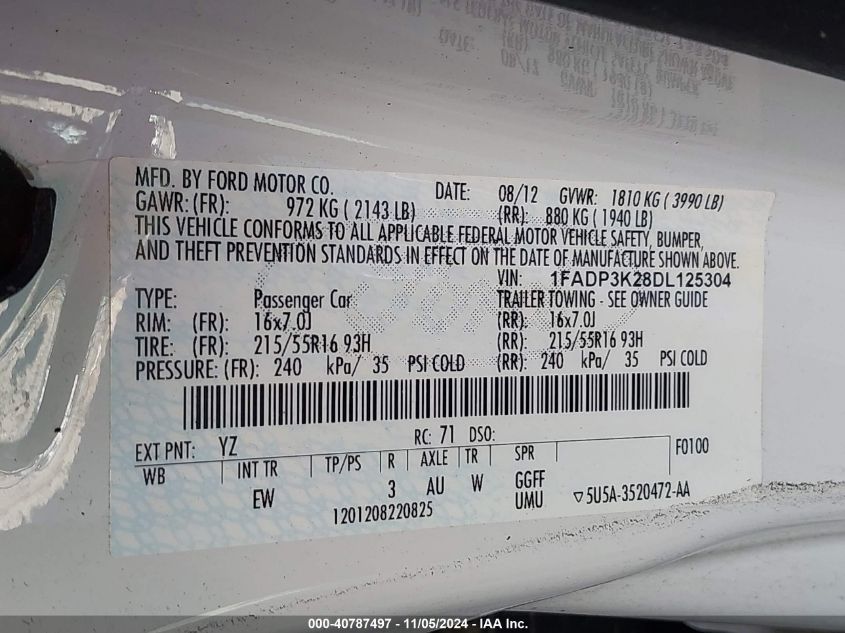 MFD. BY FORD MOTOR CO. DATE: 08/12 GVWR: 1810 KG ( 3990 LB)
GAWR: (FR): 972 KG ( 2143 LB) (RR): 880 KG ( 1940 LB)
THIS VEHICLE CONFORMS TO ALL APPLICABLE FEDERAL MOTOR VEHICLE SAFETY, BUMPER,
AND THEFT PREVENTION STANDARDS IN EFFECT ON THE DATE OF MANUFACTURE SHOWN ABOVE.
VIN: 1FADP3K28DL125304
TYPE: Passenger Car TRAILER TOWING - SEE OWNER GUIDE
RIM: (FR): 16x7.0J (RR): 16x7.0J
TIRE: (FR): 215/55R16 93H (RR): 215/55R16 93H
PRESSURE: (FR): 240 kPa/ 35 PSI COLD (RR): 240 kPa/ 35 PSI COLD
EXT PNT: YZ RC: 71 DSO: F0100
WB INT TR TP/PS R AXLE TR SPR
EW 3 AU W GGFF
UMU ▽5U5A-3520472-AA
1201208220825
000-40787497 - 11/05/2024 - IAA Inc.